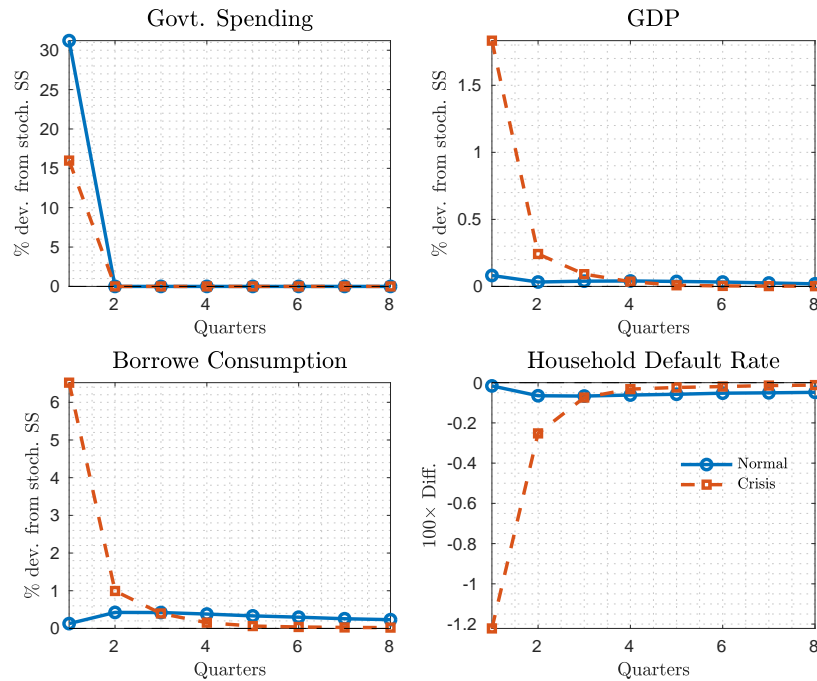 Govt. Spending
% dev. from stoch. SS
30
25
20
15
10
5
0
2
4
6
8
Quarters
GDP
% dev. from stoch. SS
1.5
1
0.5
0
2
4
6
8
Quarters
Borrowe Consumption
% dev. from stoch. SS
6
5
4
3
2
1
0
2
4
6
8
Quarters
Household Default Rate
100× Diff.
0
-0.2
-0.4
-0.6
-0.8
-1
-1.2
Normal
Crisis
2
4
6
8
Quarters